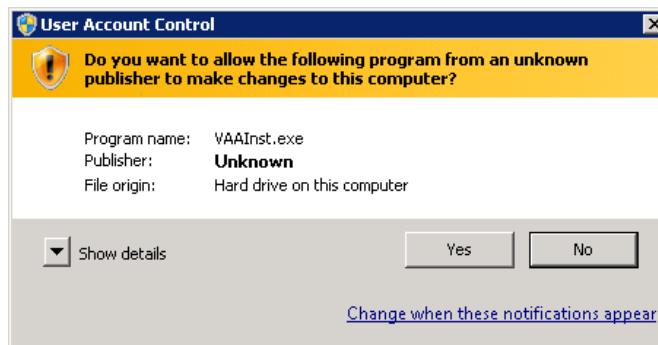 User Account Control
Do you want to allow the following program from an unknown
publisher to make changes to this computer?
Program name: VAAInst.exe
Publisher: Unknown
File origin: Hard drive on this computer
Show details
Yes
No
Change when these notifications appear